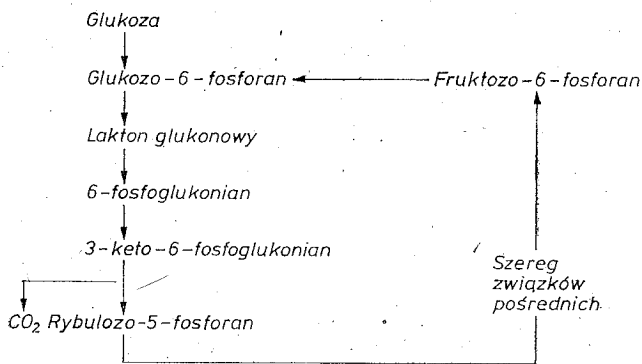 Glukoza
Glukozo-6-fosforan
Fruktozo-6-fosforan
Lakton glukonowy
6-fosfoglukonian
3-keto-6-fosfoglukonian
Szereg
związków
pośrednich
CO₂ Rybulozo-5-fosforan